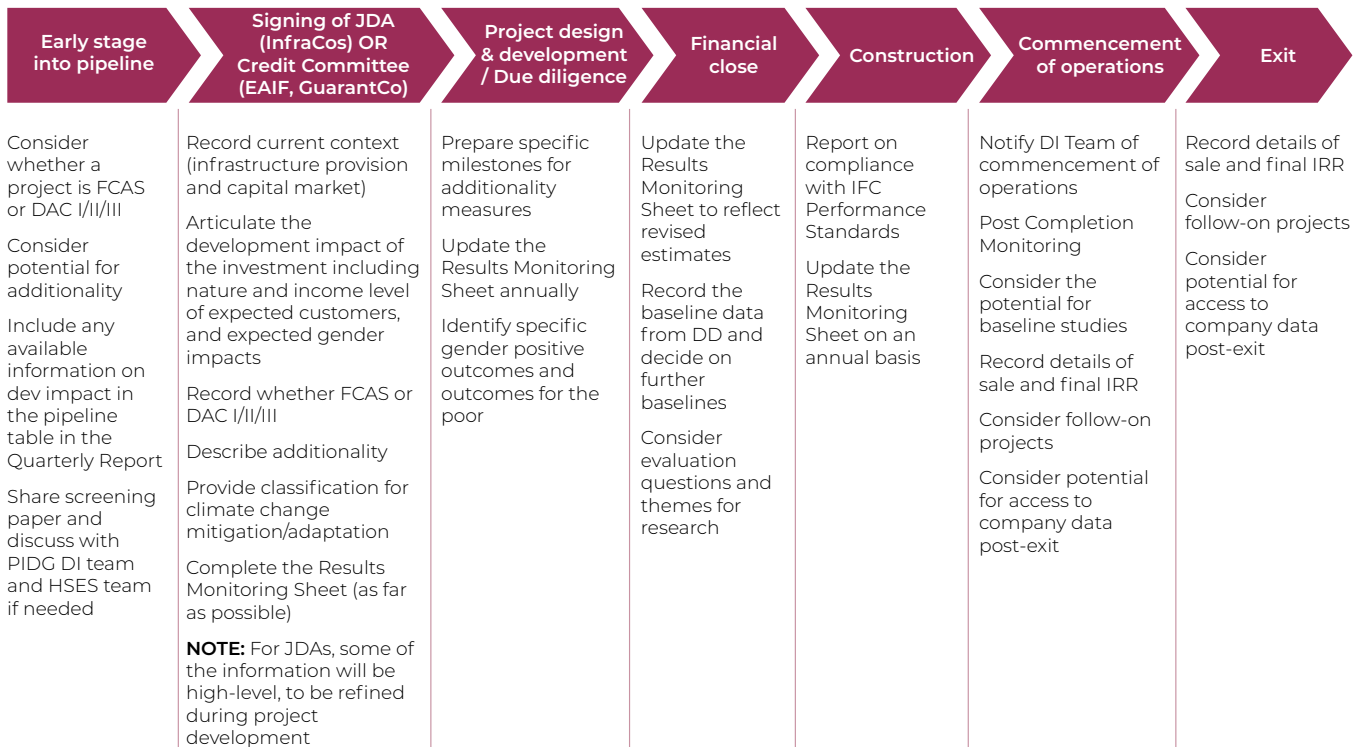 Early stage
into pipeline
Signing of JDA
(InfraCos) OR
Credit Committee
(EAIF, GuarantCo)
Project design
& development
/ Due diligence
Financial
close
Construction
Commencement
of operations
Exit
Consider
whether a
project is FCAS
or DAC I/II/III
Consider
potential for
additionality
Include any
available
information on
dev impact in
the pipeline
table in the
Quarterly Report
Share screening
paper and
discuss with
PIDG DI team
and HSES team
if needed
Record current context
(infrastructure provision
and capital market)
Articulate the
development impact of
the investment including
nature and income level
of expected customers,
and expected gender
impacts
Record whether FCAS or
DAC I/II/III
Describe additionality
Provide classification for
climate change
mitigation/adaptation
Complete the Results
Monitoring Sheet (as far
as possible)
NOTE: For JDAs, some of
the information will be
high-level, to be refined
during project
development
Prepare specific
milestones for
additionality
measures
Update the
Results Monitoring
Sheet annually
Identify specific
gender positive
outcomes and
outcomes for the
poor
Update the
Results
Monitoring
Sheet to reflect
revised
estimates
Record the
baseline data
from DD and
decide on
further
baselines
Consider
evaluation
questions and
themes for
research
Report on
compliance
with IFC
Performance
Standards
Update the
Results
Monitoring
Sheet on an
annual basis
Notify DI Team of
commencement of
operations
Post Completion
Monitoring
Consider the
potential for
baseline studies
Record details of
sale and final IRR
Consider follow-on
projects
Consider potential
for access to
company data
post-exit
Record details of
sale and final IRR
Consider
follow-on projects
Consider
potential for
access to
company data
post-exit